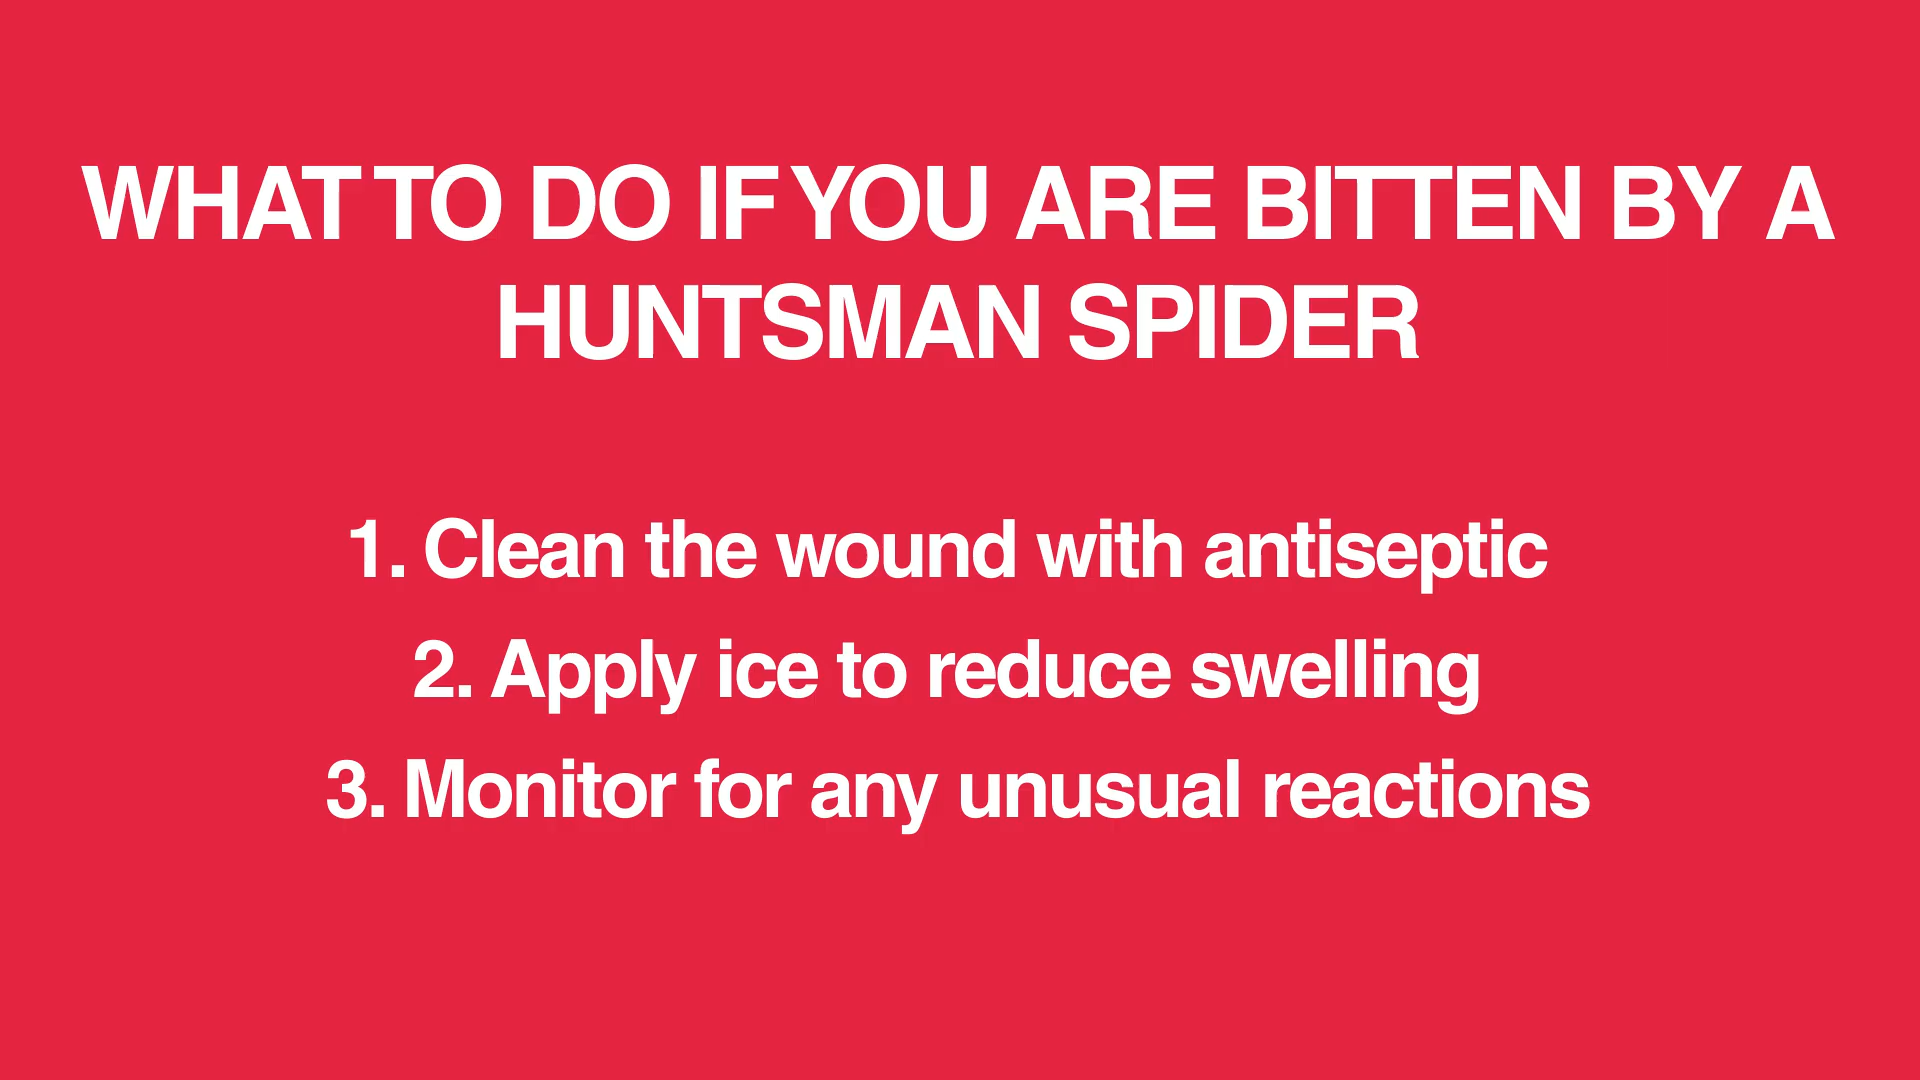 WHAT TO DO IF YOU ARE BITTEN BY A
HUNTSMAN SPIDER
1. Clean the wound with antiseptic
2. Apply ice to reduce swelling
3. Monitor for any unusual reactions